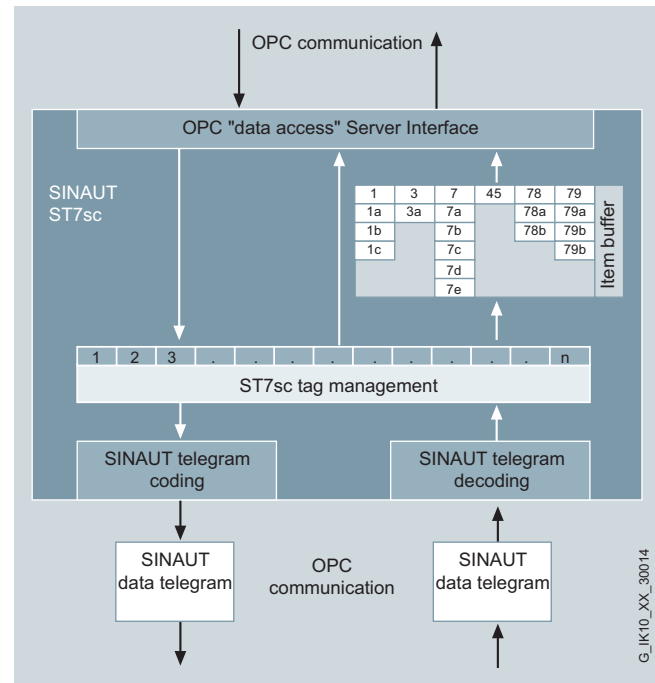 OPC communication
OPC "data access" Server Interface
SINAUT
ST7sc
1 3 7 45 78 79
1a 3a 7a 78a 79a
1b 7b 78b 79b
1c 7c 79b
7d
7e
Item buffer
1 2 3 . . . . . . . . . . n
ST7sc tag management
SINAUT telegram
coding
SINAUT telegram
decoding
SINAUT
data telegram
OPC
communication
SINAUT
data telegram
G_IK10_XX_30014